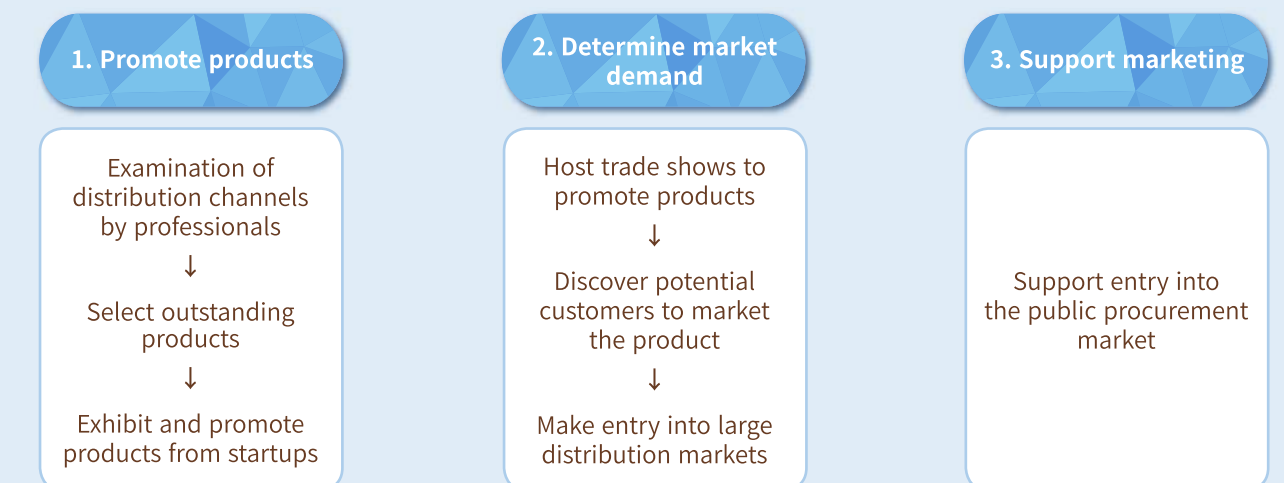 1. Promote products
Examination of
distribution channels
by professionals
↓
Select outstanding
products
↓
Exhibit and promote
products from startups
2. Determine market
demand
Host trade shows to
promote products
↓
Discover potential
customers to market
the product
↓
Make entry into large
distribution markets
3. Support marketing
Support entry into
the public procurement
market